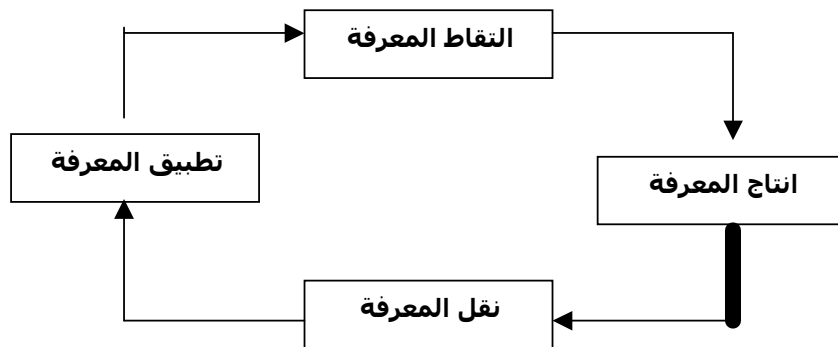 التقاط المعرفة
تطبيق المعرفة
انتاج المعرفة
نقل المعرفة